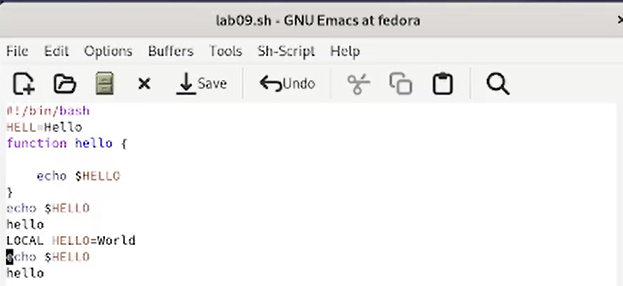 lab09.sh - GNU Emacs at fedora
File Edit Options Buffers Tools Sh-Script Help
Save Undo
#!/bin/bash
HELL=Hello
function hello {
echo $HELLO
}
echo $HELLO
hello
LOCAL HELLO=World
echo $HELLO
hello